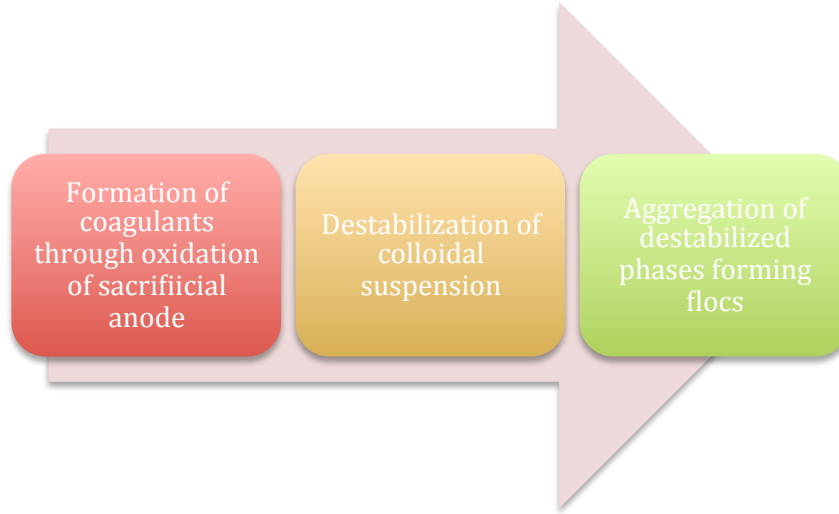 Formation of
coagulants
through oxidation
of sacrifiicial
anode
Destabilization of
colloidal
suspension
Aggregation of
destabilized
phases forming
flocs